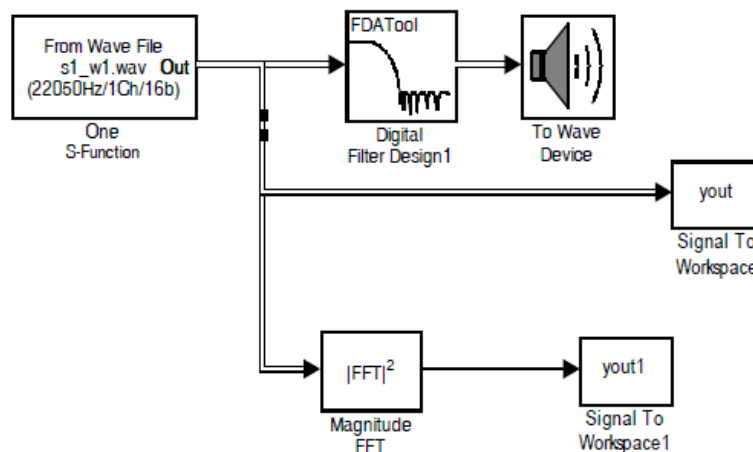 From Wave File
s1_w1.wav Out
(22050Hz/1Ch/16b)
One
S-Function
FDATool
Digital
Filter Design1
To Wave
Device
yout
Signal To
Workspace
|FFT|²
Magnitude
FFT
yout1
Signal To
Workspace1